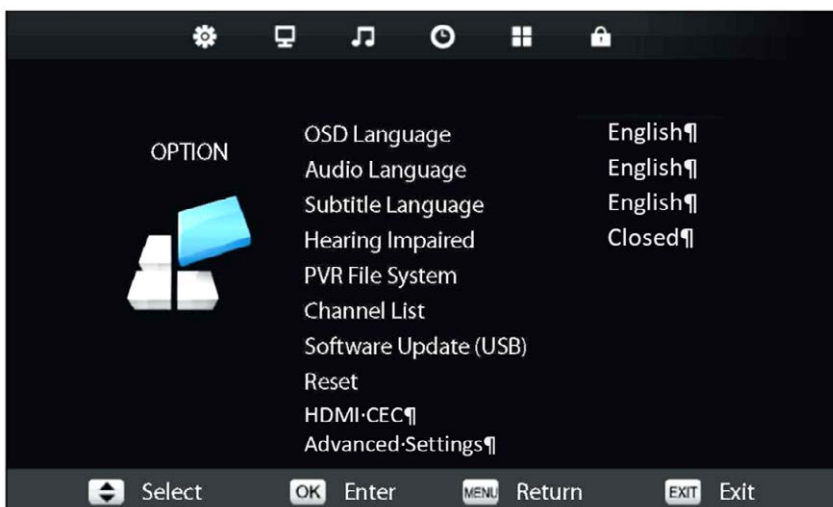 OPTION
OSD Language English¶
Audio Language English¶
Subtitle Language English¶
Hearing Impaired Closed¶
PVR File System
Channel List
Software Update (USB)
Reset
HDMI·CEC¶
Advanced·Settings¶
Select OK Enter MENU Return EXIT Exit